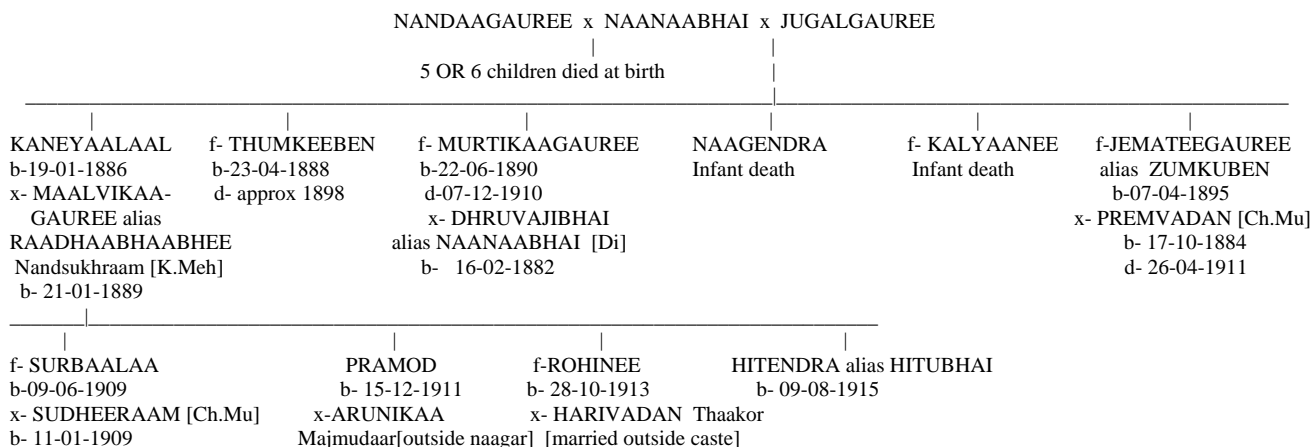 NANDAAGAUREE x NAANAABHAI x JUGALGAUREE
5 OR 6 children died at birth
KANEYAALAAL f- THUMKEEBEN f- MURTIKAAGAUREE NAAGENDRA f- KALYAANEE f-JEMATEEGAUREE
b-19-01-1886 b-23-04-1888 b-22-06-1890 Infant death Infant death alias ZUMKUBEN
x- MAALVIKAA- d- approx 1898 d-07-12-1910 b-07-04-1895
GAUREE alias x- DHRUVAJIBHAI x- PREMVADAN [Ch.Mu]
RAADHAABHAABHEE alias NAANAABHAI [Di] b- 17-10-1884
Nandsukhraam [K.Meh] b- 16-02-1882 d- 26-04-1911
b- 21-01-1889
f- SURBAALAA PRAMOD f-ROHINEE HITENDRA alias HITUBHAI
b-09-06-1909 b- 15-12-1911 b- 28-10-1913 b- 09-08-1915
x- SUDHEERAAM [Ch.Mu] x-ARUNIKAA x- HARIVADAN Thaakor
b- 11-01-1909 Majmudaar[outside naagar] [married outside caste]